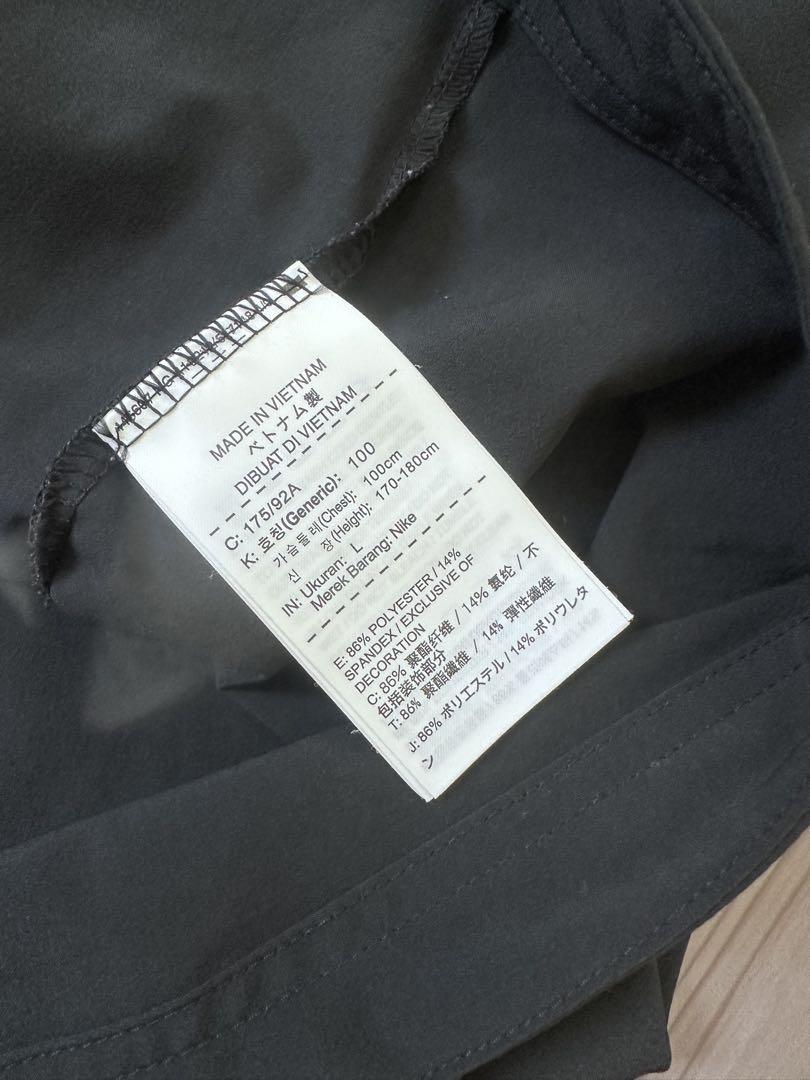 MADE IN VIETNAM
ベトナム製
DIBUAT DI VIETNAM
C: 175/92A
K: 호칭(Generic): 100
가슴둘레(Chest): 100cm
신 장(Height): 170-180cm
IN: Ukuran: L
Merek Barang: Nike
E: 86% POLYESTER / 14%
SPANDEX / EXCLUSIVE OF
DECORATION
C: 86% 聚酯纤维 / 14% 氨纶 / 不
包括装饰部分
T: 86% 聚酯纖維 / 14% 彈性纖維
J: 86% ポリエステル / 14% ポリウレタ
ン